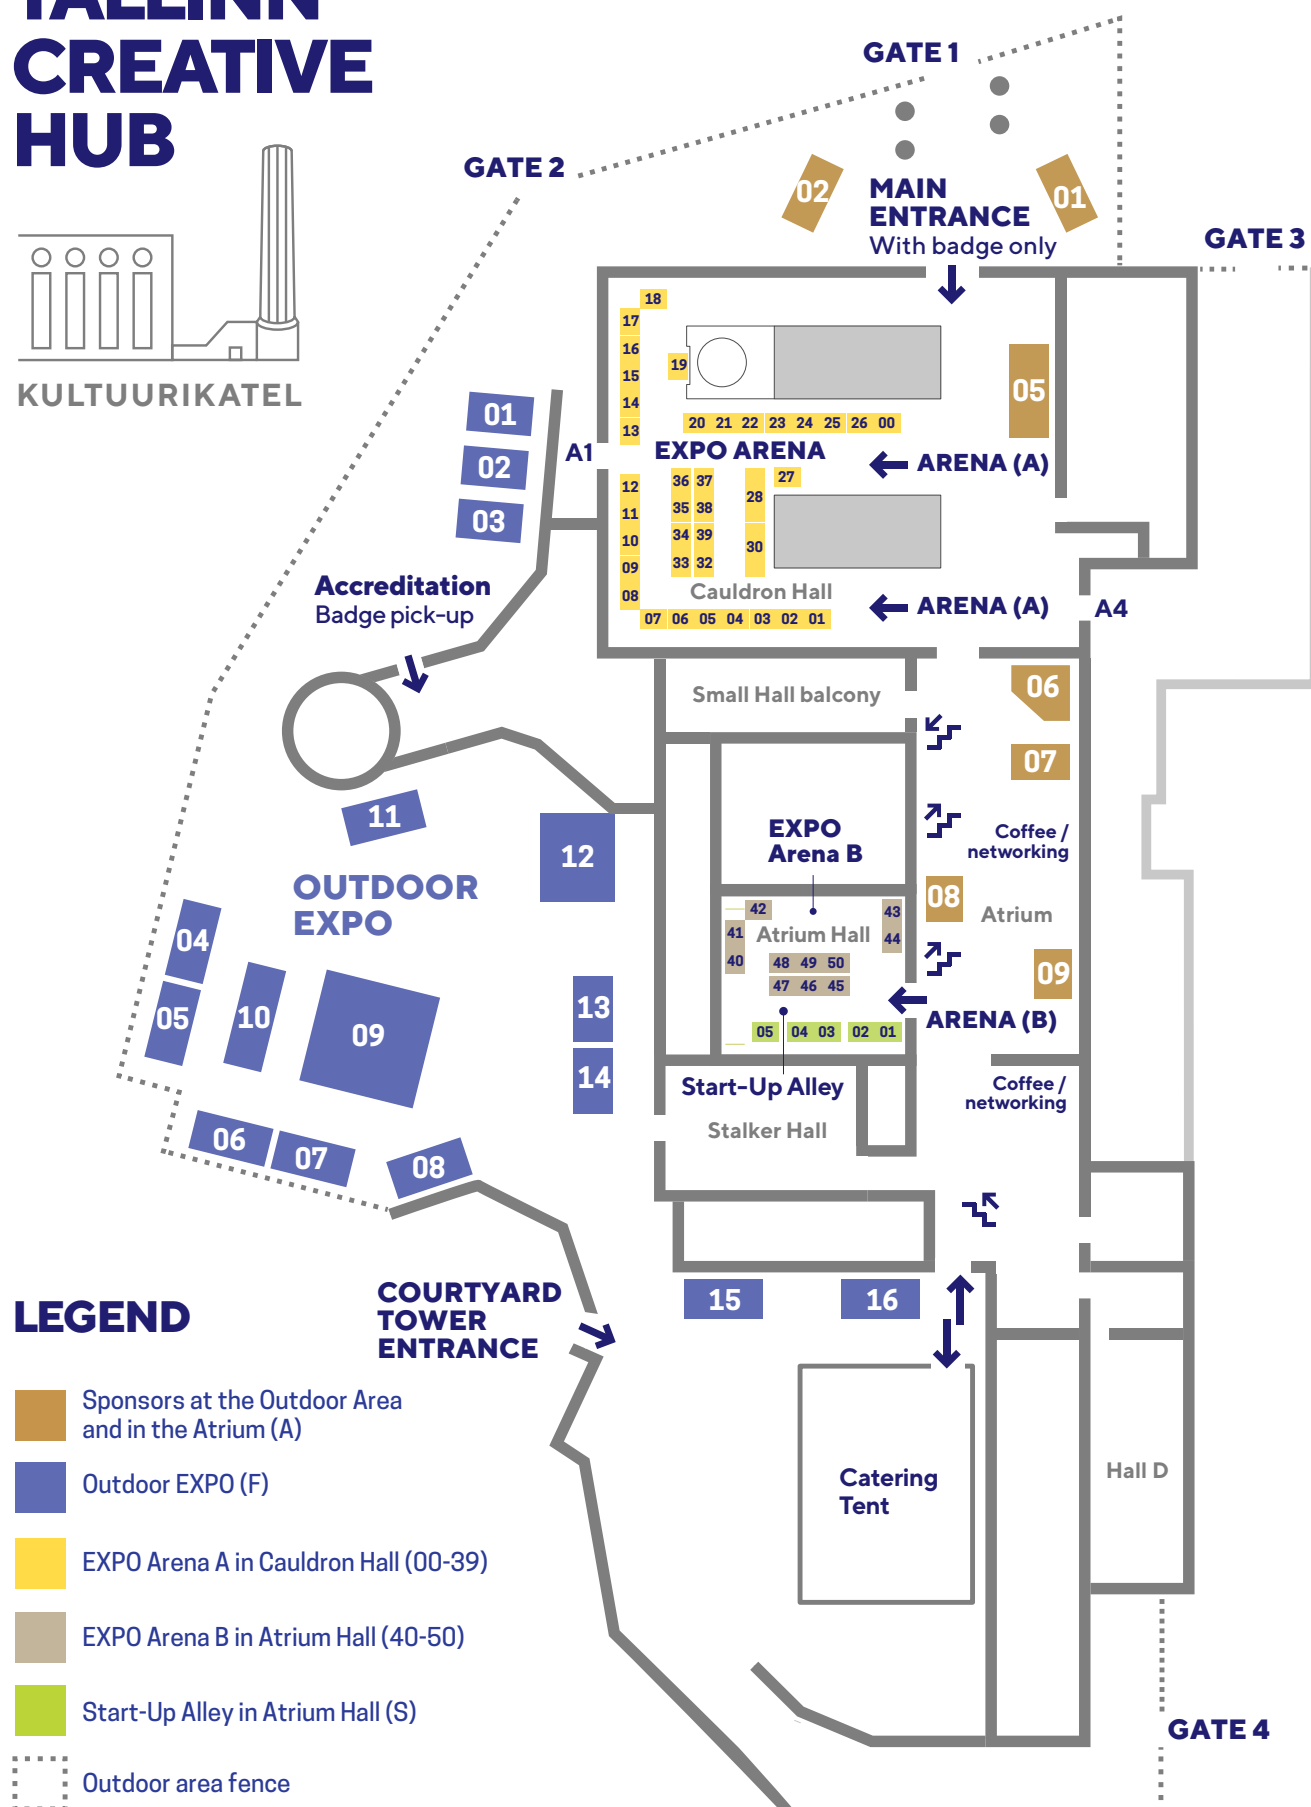 TALLINN
CREATIVE
HUB
KULTUURIKATEL
GATE 1
GATE 2
02
MAIN
ENTRANCE
With badge only
01
GATE 3
18
17
16
15
14
13
19
05
20 21 22 23 24 25 26 00
01
02
03
A1
EXPO ARENA
ARENA (A)
12
11
10
09
08
36 37
35 38
34 39
33 32
28
30
27
Cauldron Hall
07 06 05 04 03 02 01
ARENA (A)
A4
Accreditation
Badge pick-up
Small Hall balcony
06
07
11
12
EXPO
Arena B
Coffee /
networking
OUTDOOR
EXPO
08
Atrium
42
41
40
Atrium Hall
43
44
48 49 50
47 46 45
09
04
05
10
09
13
14
ARENA (B)
05 04 03 02 01
Start-Up Alley
Coffee /
networking
Stalker Hall
06
07
08
COURTYARD
TOWER
ENTRANCE
15
16
Catering
Tent
Hall D
GATE 4
LEGEND
Sponsors at the Outdoor Area
and in the Atrium (A)
Outdoor EXPO (F)
EXPO Arena A in Cauldron Hall (00-39)
EXPO Arena B in Atrium Hall (40-50)
Start-Up Alley in Atrium Hall (S)
Outdoor area fence